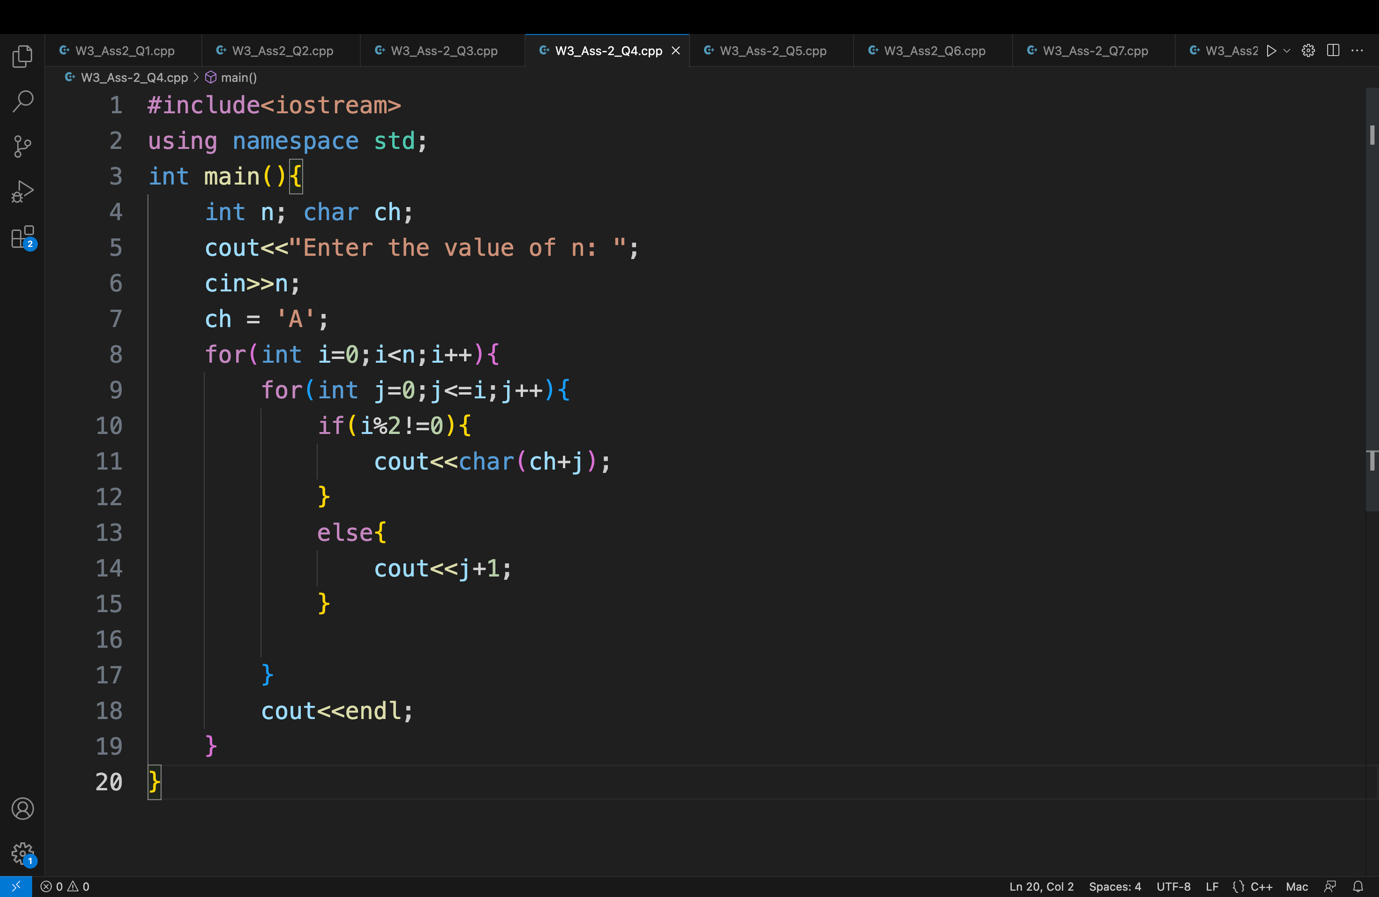 W3_Ass2_Q1.cpp W3_Ass2_Q2.cpp W3_Ass-2_Q3.cpp W3_Ass-2_Q4.cpp W3_Ass-2_Q5.cpp W3_Ass2_Q6.cpp W3_Ass-2_Q7.cpp W3_Ass2
W3_Ass-2_Q4.cpp > main()
1 #include<iostream>
2 using namespace std;
3 int main(){
4     int n; char ch;
5     cout<<"Enter the value of n: ";
6     cin>>n;
7     ch = 'A';
8     for(int i=0;i<n;i++){
9         for(int j=0;j<=i;j++){
10             if(i%2!=0){
11                 cout<<char(ch+j);
12             }
13             else{
14                 cout<<j+1;
15             }
16
17         }
18         cout<<endl;
19     }
20 }
2
1
0 0 Ln 20, Col 2 Spaces: 4 UTF-8 LF {} C++ Mac